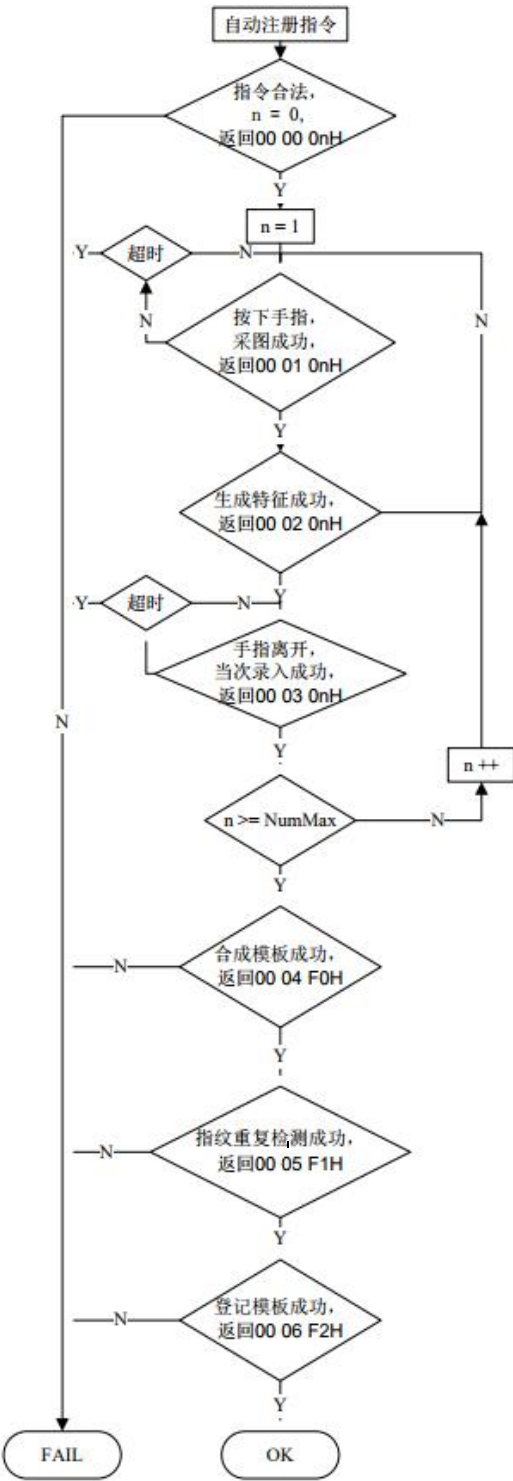 自动注册指令
指令合法，
n = 0,
返回00 00 0nH
Y
n = 1
Y
超时
N
N
按下手指，
采图成功，
返回00 01 0nH
N
Y
生成特征成功，
返回00 02 0nH
Y
Y
超时
N
手指离开，
当次录入成功，
返回00 03 0nH
N
Y
n ++
n >= NumMax
N
Y
合成模板成功，
返回00 04 F0H
N
Y
指纹重复检测成功，
返回00 05 F1H
N
Y
登记模板成功，
返回00 06 F2H
N
Y
FAIL
OK